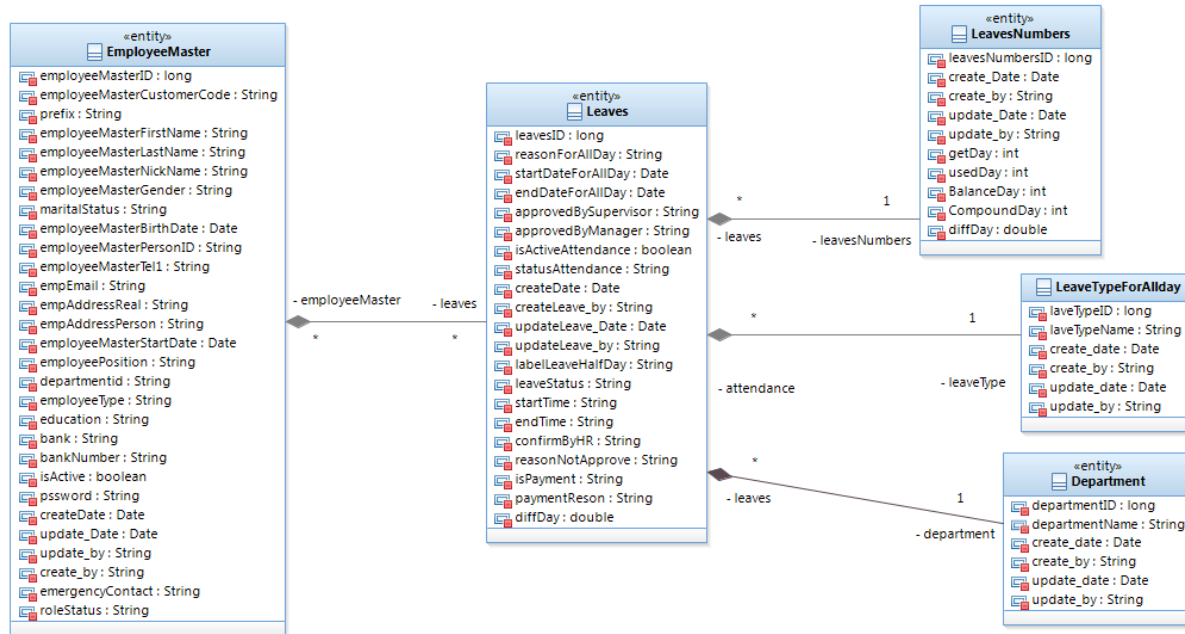 «entity»
EmployeeMaster
employeeMasterID : long
employeeMasterCustomerCode : String
prefix : String
employeeMasterFirstName : String
employeeMasterLastName : String
employeeMasterNickName : String
employeeMasterGender : String
maritalStatus : String
employeeMasterBirthDate : Date
employeeMasterPersonID : String
employeeMasterTel1 : String
empEmail : String
empAddressReal : String
empAddressPerson : String
employeeMasterStartDate : Date
employeePosition : String
departmentid : String
employeeType : String
education : String
bank : String
bankNumber : String
isActive : boolean
pssword : String
createDate : Date
update_Date : Date
update_by : String
create_by : String
emergencyContact : String
roleStatus : String
- employeeMaster
- leaves
*
*
«entity»
Leaves
leavesID : long
reasonForAllDay : String
startDateForAllDay : Date
endDateForAllDay : Date
approvedBySupervisor : String
approvedByManager : String
isActiveAttendance : boolean
statusAttendance : String
createDate : Date
createLeave_by : String
updateLeave_Date : Date
updateLeave_by : String
labelLeaveHalfDay : String
leaveStatus : String
startTime : String
endTime : String
confirmByHR : String
reasonNotApprove : String
isPayment : String
paymentReson : String
diffDay : double
*
1
- leaves
- leavesNumbers
«entity»
LeavesNumbers
leavesNumbersID : long
create_Date : Date
create_by : String
update_Date : Date
update_by : String
getDay : int
usedDay : int
BalanceDay : int
CompoundDay : int
diffDay : double
*
1
- attendance
- leaveType
LeaveTypeForAllday
laveTypeID : long
laveTypeName : String
create_date : Date
create_by : String
update_date : Date
update_by : String
*
1
- leaves
- department
«entity»
Department
departmentID : long
departmentName : String
create_date : Date
create_by : String
update_date : Date
update_by : String